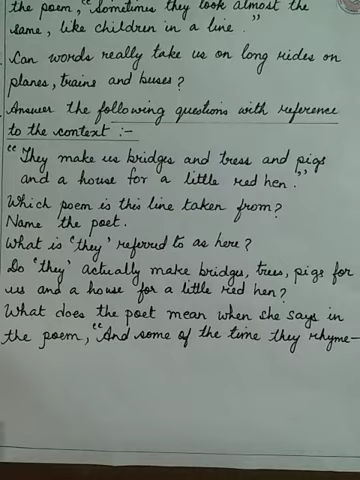 the poem, "Sometimes they look almost the
same, like children in a line."
Can words really take us on long rides on
planes, trains and buses?
Answer the following questions with reference
to the context :-
"They make us bridges and tress and pigs
and a house for a little red hen."
Which poem is this line taken from?
Name the poet.
What is 'they' referred to as here?
Do 'they' actually make bridges, trees, pigs for
us and a house for a little red hen?
What does the poet mean when she says in
the poem, "And some of the time they rhyme-